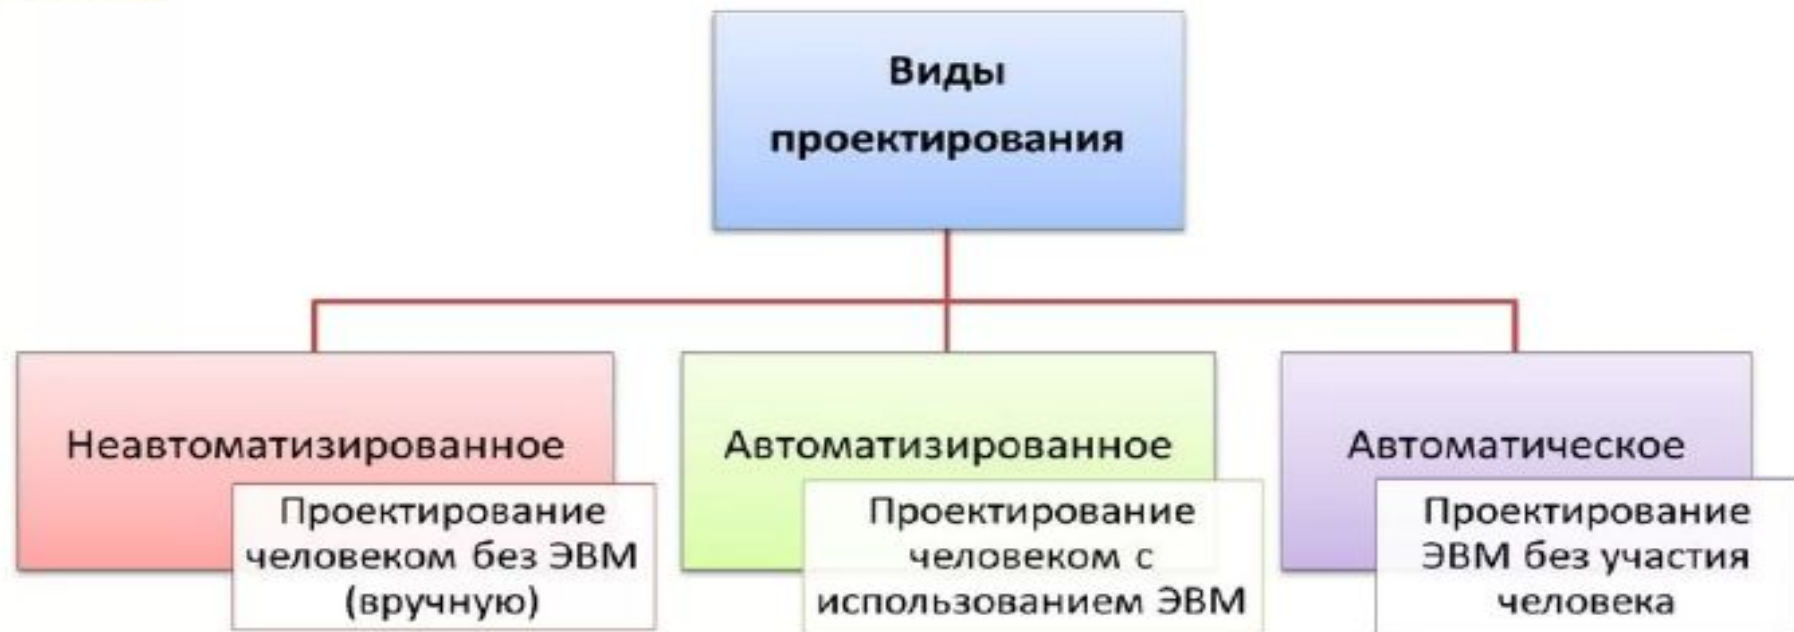 Виды
проектирования
Неавтоматизированное
Проектирование
человеком без ЭВМ
(вручную)
Автоматизированное
Проектирование
человеком с
использованием ЭВМ
Автоматическое
Проектирование
ЭВМ без участия
человека